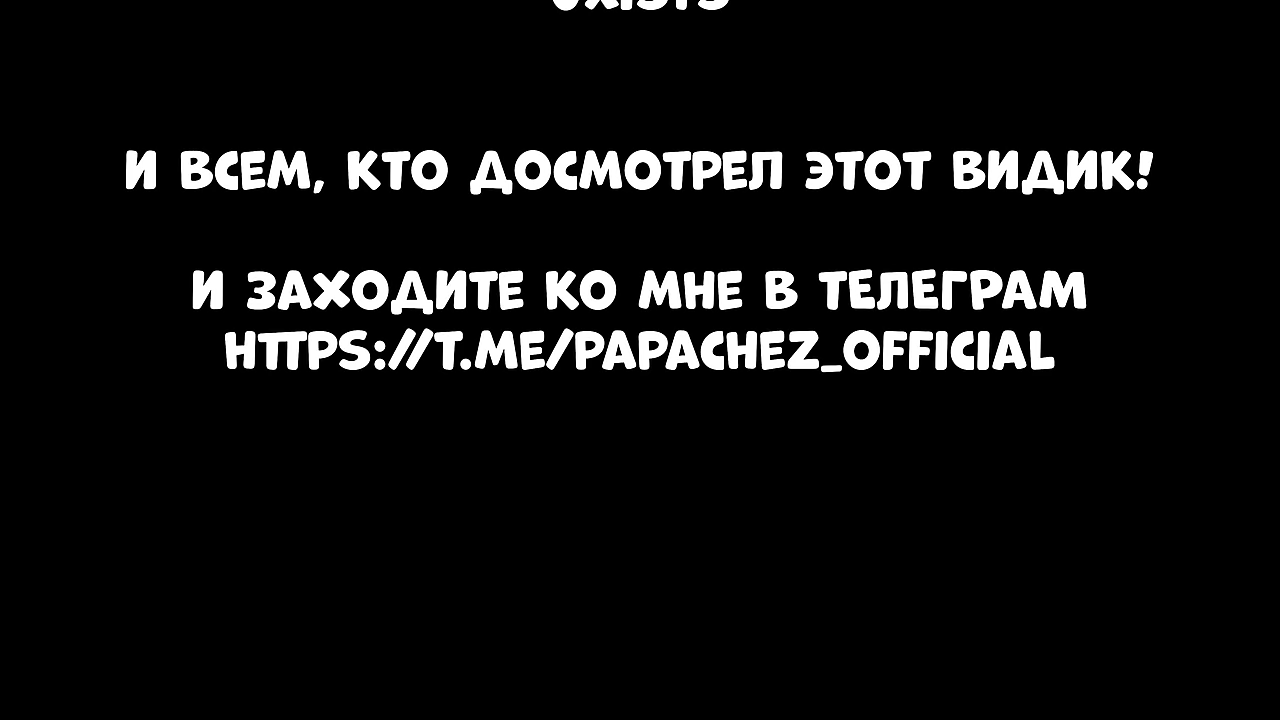 И ВСЕМ, КТО ДОСМОТРЕЛ ЭТОТ ВИДИК!
И ЗАХОДИТЕ КО МНЕ В ТЕЛЕГРАМ
HTTPS://T.ME/PAPACHEZ_OFFICIAL